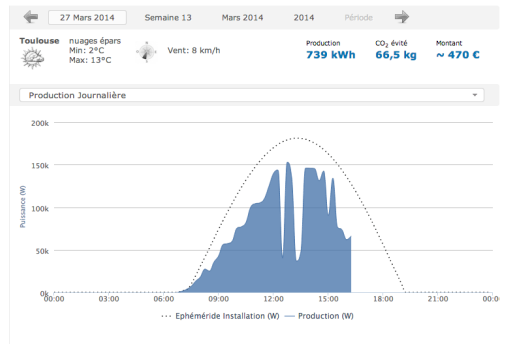 27 Mars 2014 Semaine 13 Mars 2014 2014 Période
Toulouse nuages épars
Min: 2°C
Max: 13°C
Vent: 8 km/h
Production CO2 évité Montant
739 kWh 66,5 kg ~ 470 €
Production Journalière
200k
150k
100k
50k
0k
Puissance (W)
00:00 03:00 06:00 09:00 12:00 15:00 18:00 21:00 00:0
Ephéméride Installation (W) Production (W)